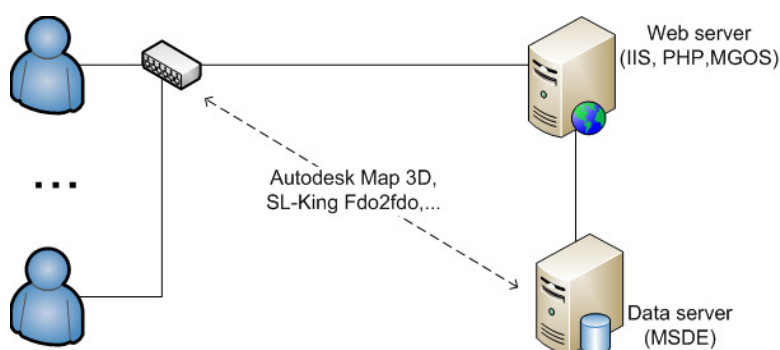 Web server
(IIS, PHP,MGOS)
...
Autodesk Map 3D,
SL-King Fdo2fdo,...
Data server
(MSDE)